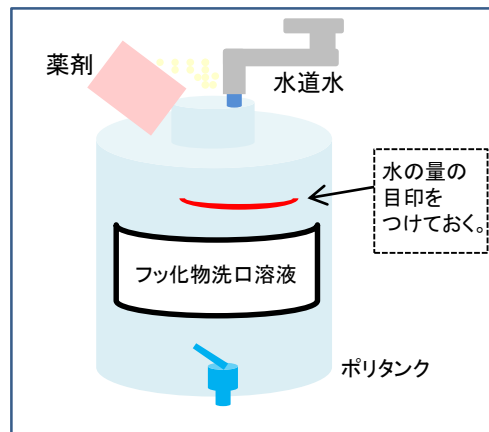 薬剤
水道水
水の量の
目印を
つけておく。
フッ化物洗口溶液
ポリタンク